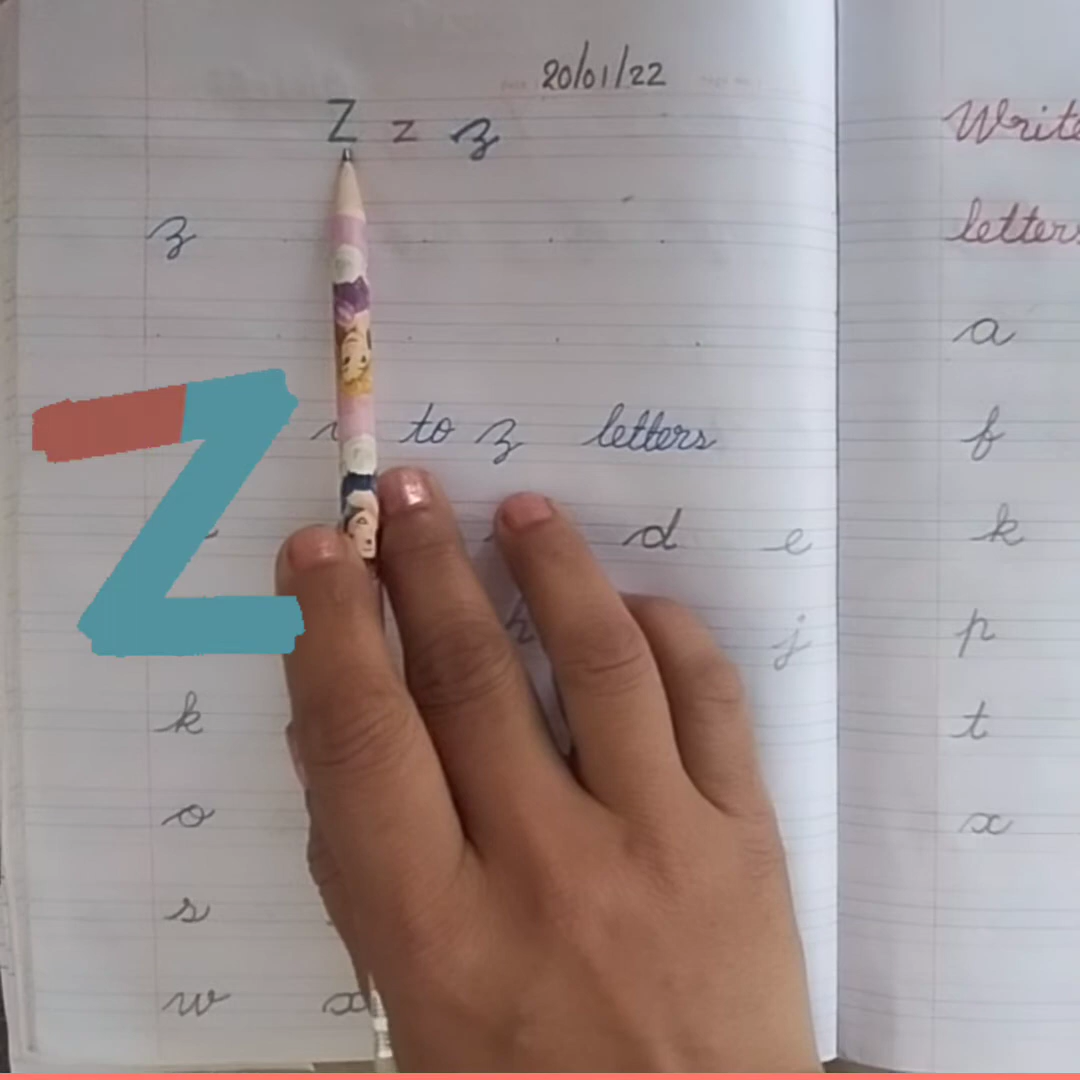 20/01/22
Z z z
z
to z letters
d e
h j
k
o
s
w x
Z
Write
letters
a
f
k
p
t
x